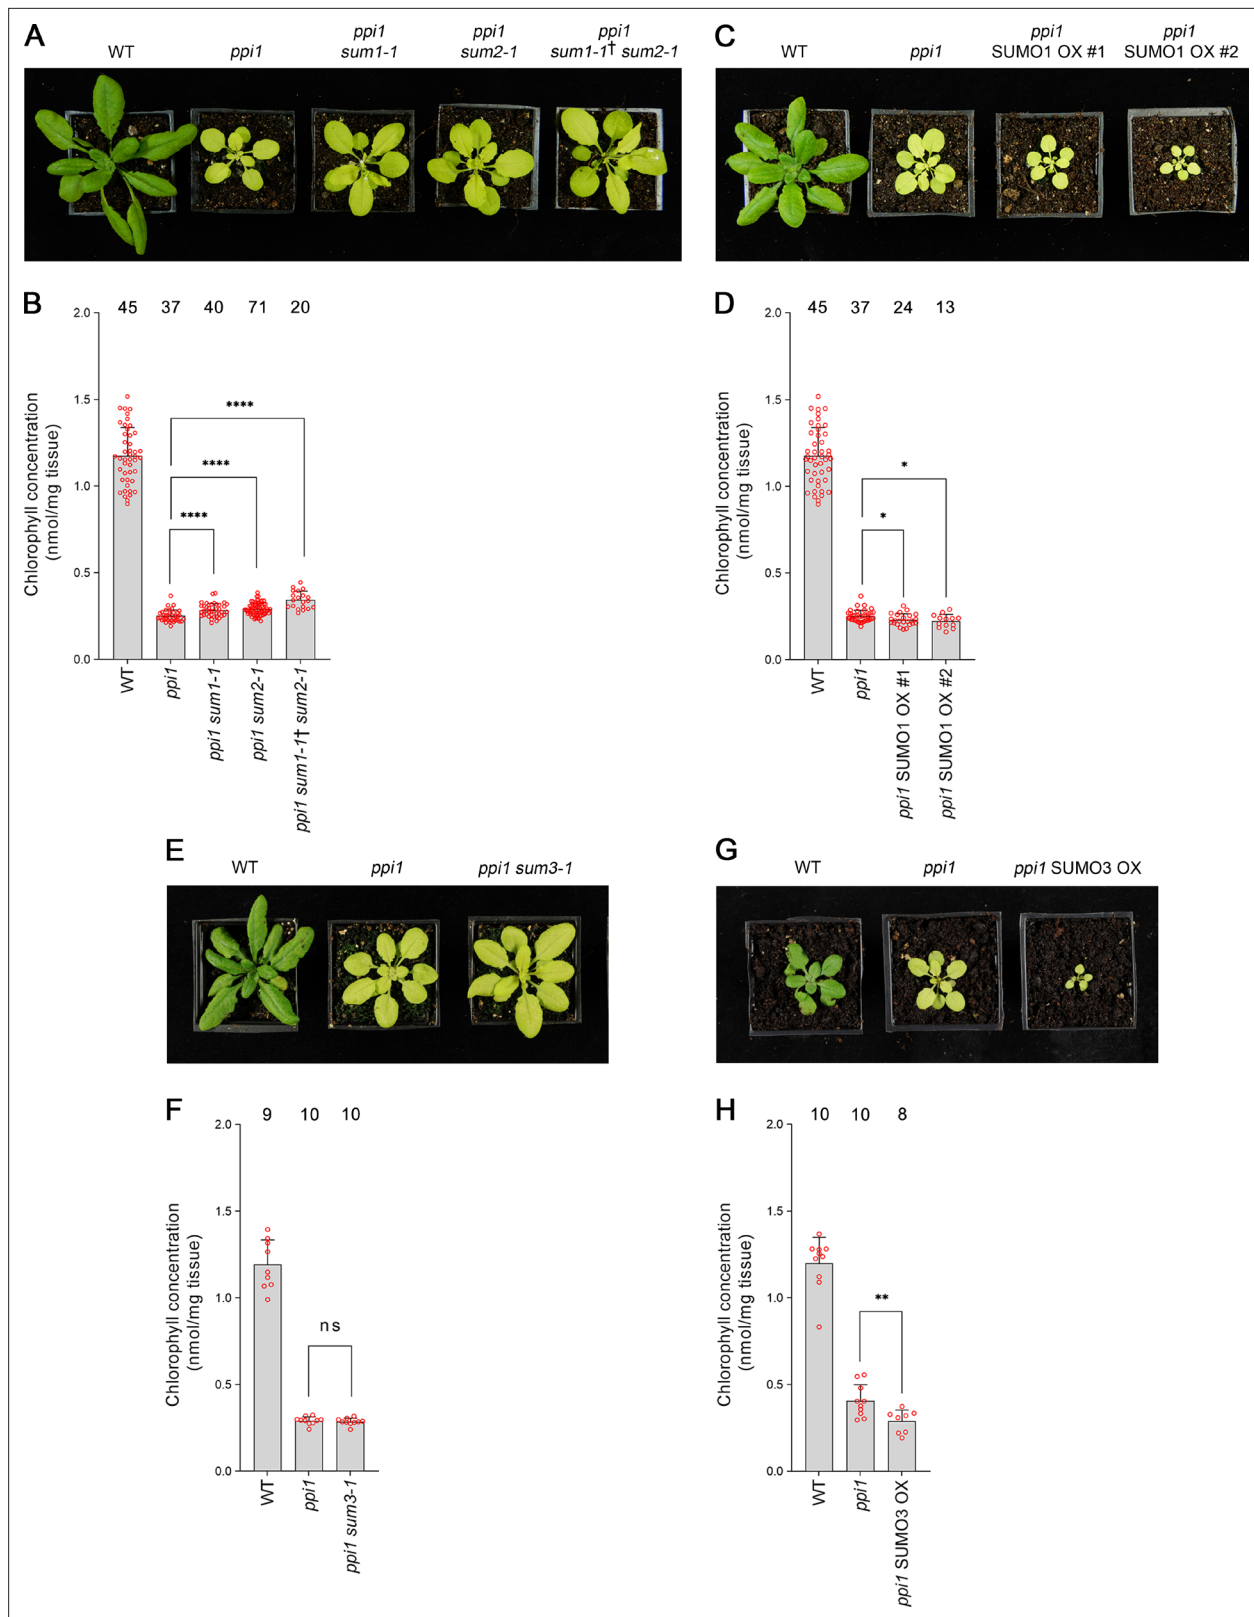 A
WT
ppi1
ppi1
sum1-1
ppi1
sum2-1
ppi1
sum1-1† sum2-1
C
WT
ppi1
ppi1
SUMO1 OX #1
ppi1
SUMO1 OX #2
B
45 37 40 71 20
Chlorophyll concentration
(nmol/mg tissue)
2.0
1.5
1.0
0.5
0.0
****
****
****
WT
ppi1
ppi1 sum1-1
ppi1 sum2-1
ppi1 sum1-1† sum2-1
D
45 37 24 13
Chlorophyll concentration
(nmol/mg tissue)
2.0
1.5
1.0
0.5
0.0
*
*
WT
ppi1
ppi1 SUMO1 OX #1
ppi1 SUMO1 OX #2
E
WT
ppi1
ppi1 sum3-1
G
WT
ppi1
ppi1 SUMO3 OX
F
9 10 10
Chlorophyll concentration
(nmol/mg tissue)
2.0
1.5
1.0
0.5
0.0
ns
WT
ppi1
ppi1 sum3-1
H
10 10 8
Chlorophyll concentration
(nmol/mg tissue)
2.0
1.5
1.0
0.5
0.0
**
WT
ppi1
ppi1 SUMO3 OX